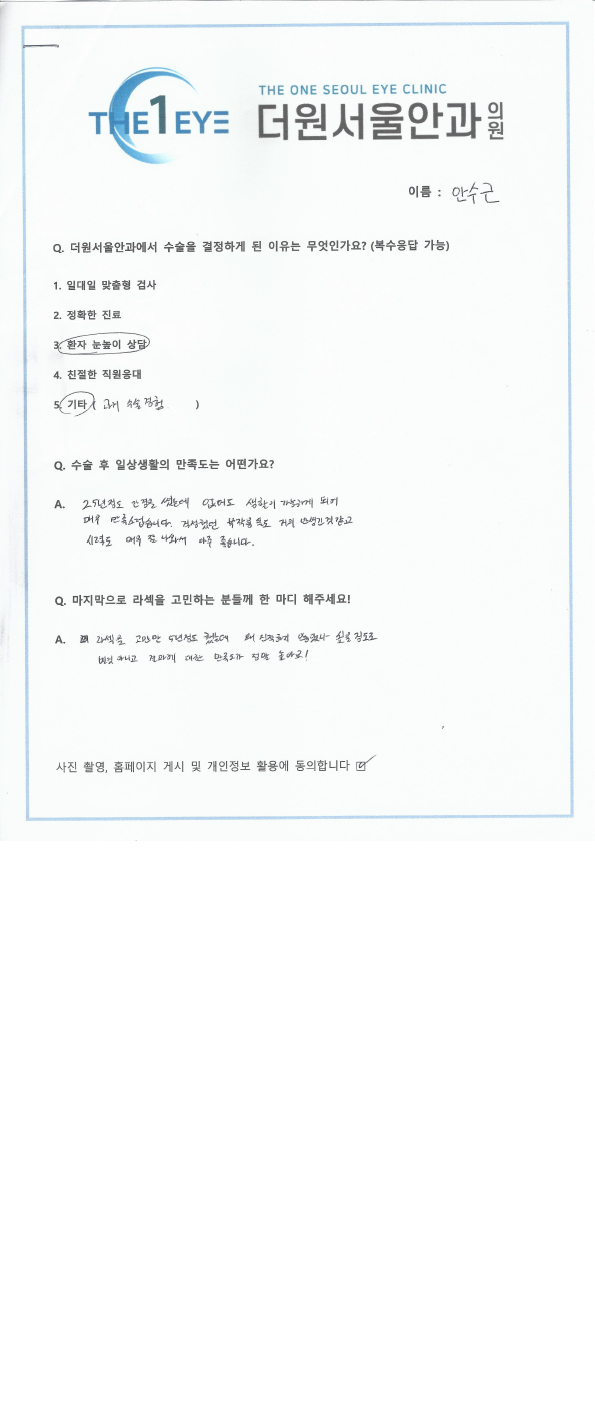 THE 1 EYE
THE ONE SEOUL EYE CLINIC
더원서울안과의원
이름 : 안수근
Q. 더원서울안과에서 수술을 결정하게 된 이유는 무엇인가요? (복수응답 가능)
1. 일대일 맞춤형 검사
2. 정확한 진료
3. 환자 눈높이 상담
4. 친절한 직원응대
5. 기타 ( 수술 경험 )
Q. 수술 후 일상생활의 만족도는 어떤가요?
A. 25년정도 안경을 썼는데 없어도 생활이 가능하게 되어
매우 만족스럽습니다. 걱정했던 부작용 등도 거의 안생긴것 같고
시력도 매우 잘 나와서 아주 좋습니다.
Q. 마지막으로 라섹을 고민하는 분들께 한 마디 해주세요!
A. 라섹을 고민만 5년정도 했는데 왜 진작하지 않았을까 싶을 정도로
별것 아니고 결과에 대한 만족도가 정말 높아요!
사진 촬영, 홈페이지 게시 및 개인정보 활용에 동의합니다 ☑